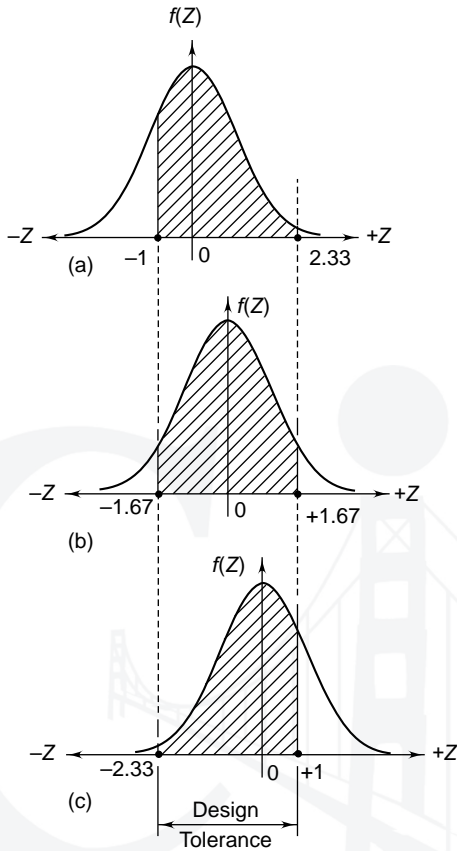 f(Z)
–Z
+Z
–1
0
2.33
(a)
f(Z)
–Z
+Z
–1.67
0
+1.67
(b)
f(Z)
–Z
+Z
–2.33
0
+1
(c)
Design
Tolerance